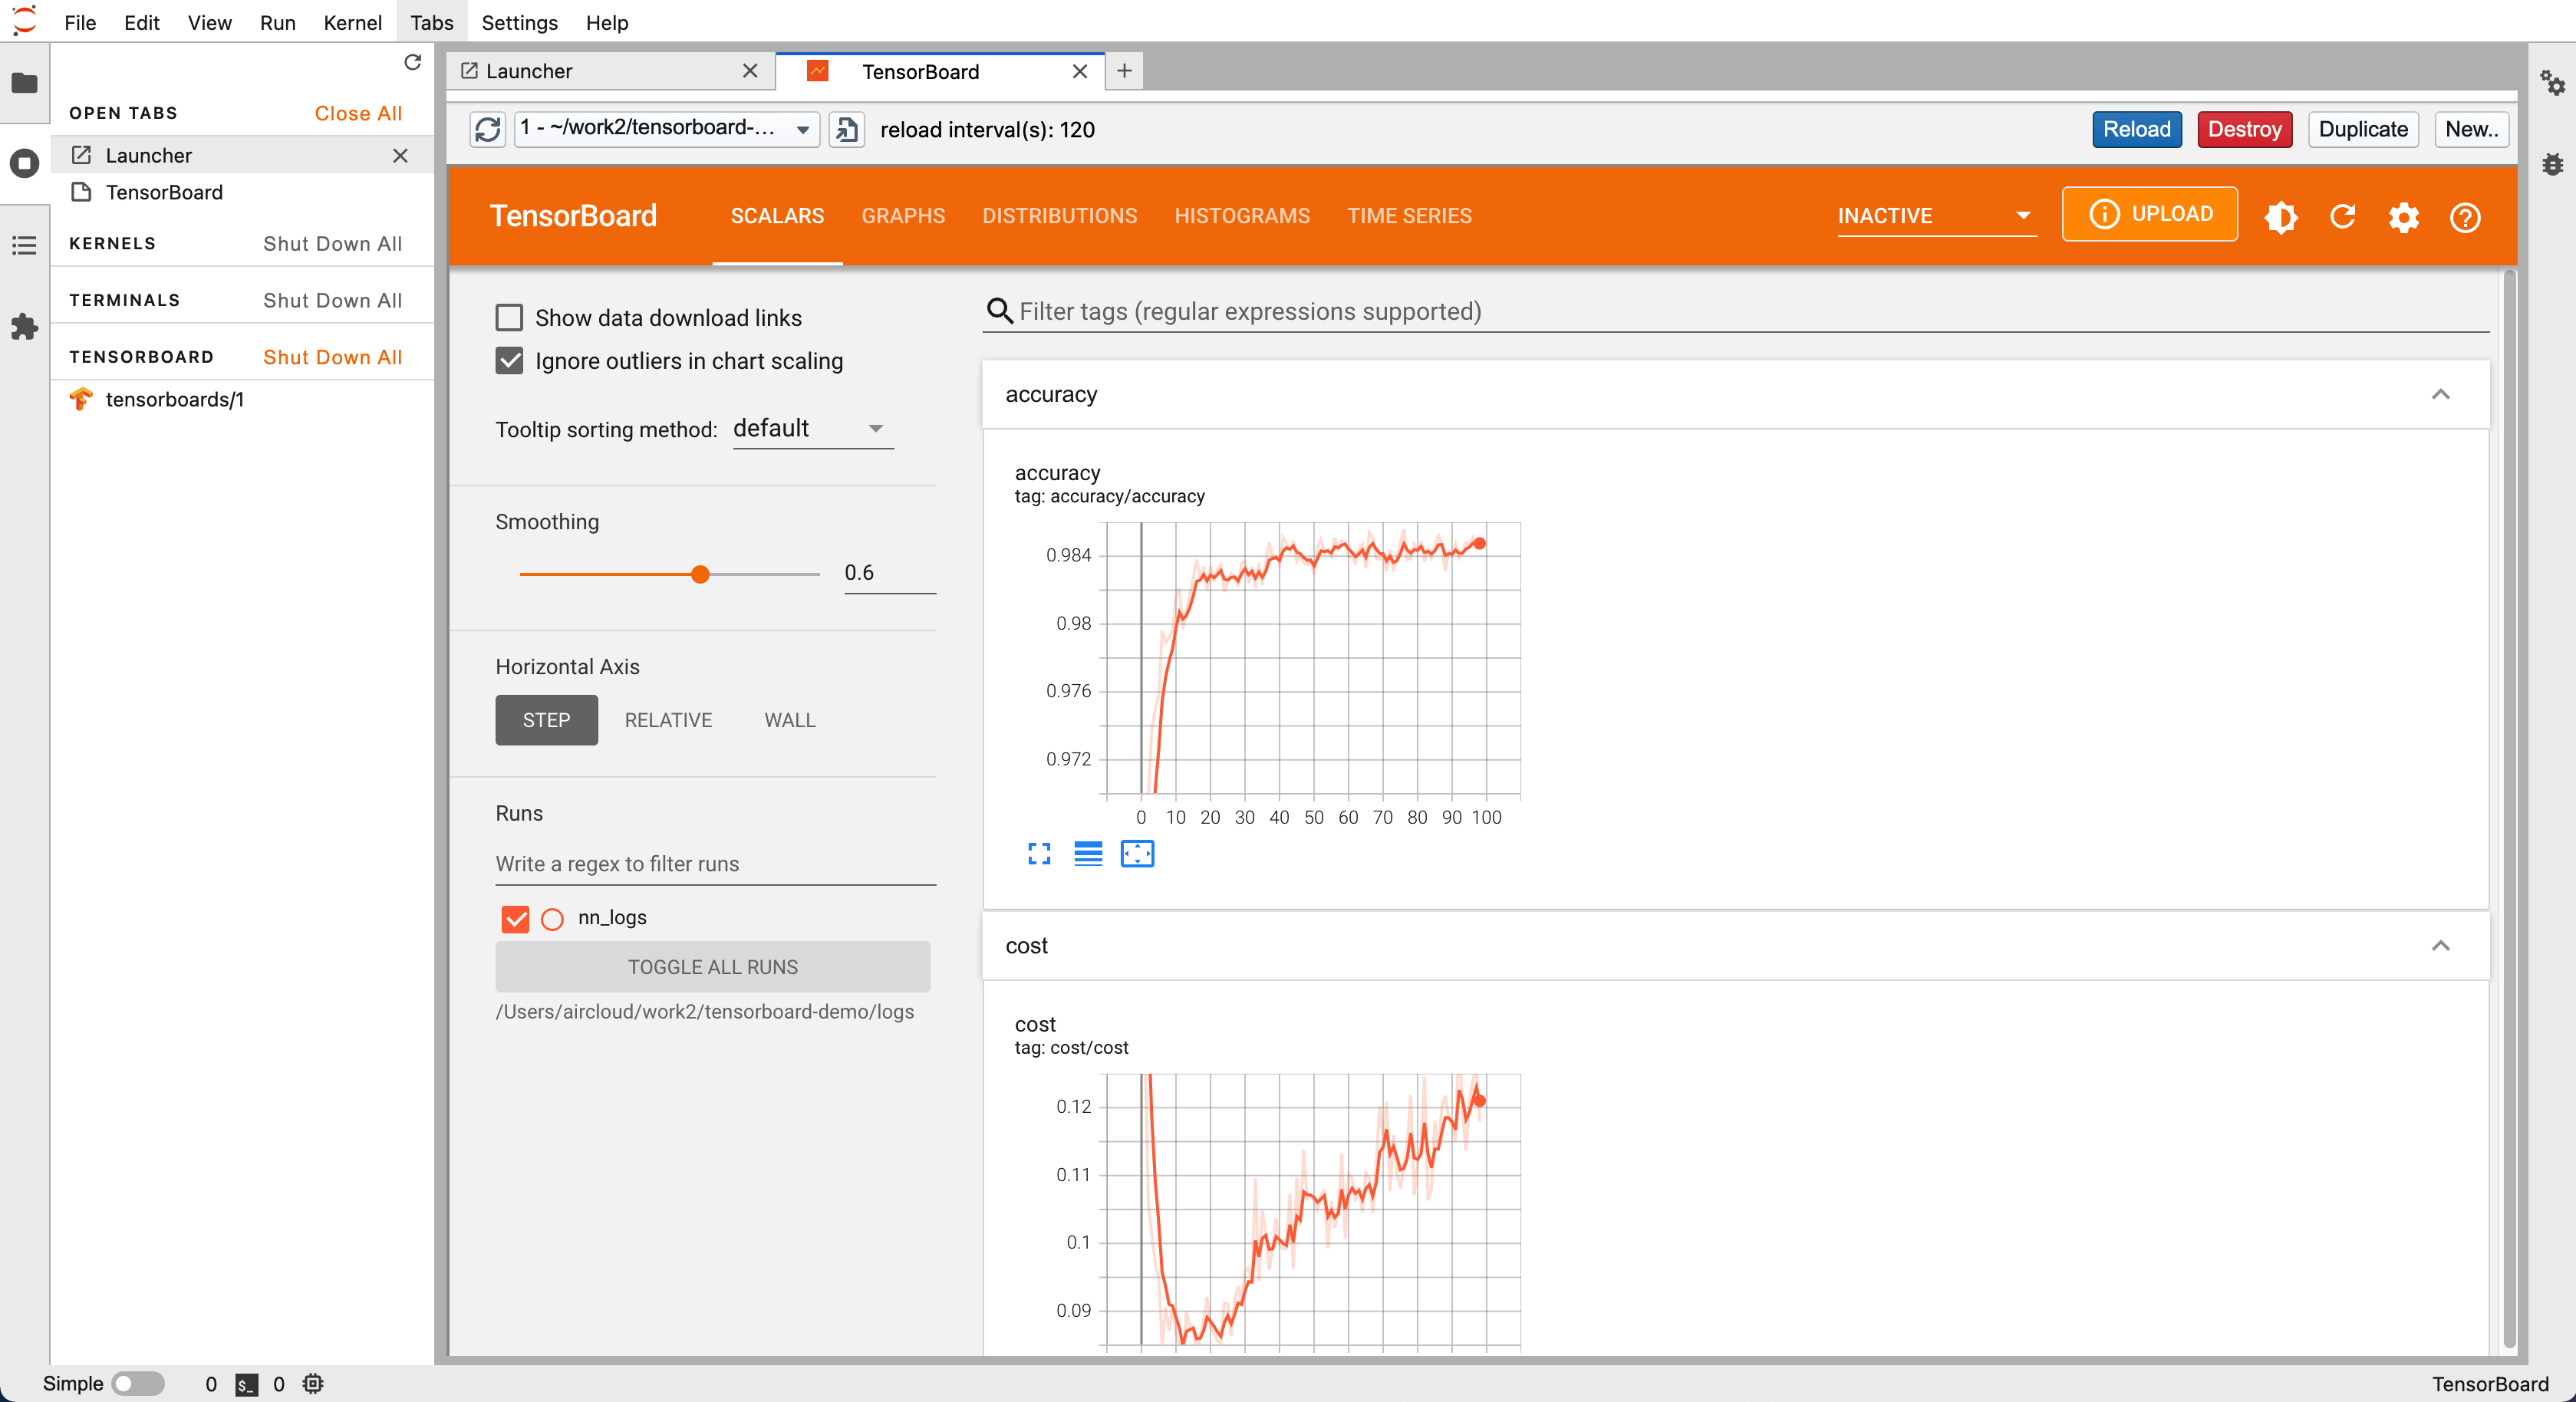 File Edit View Run Kernel Tabs Settings Help
OPEN TABS Close All
Launcher
TensorBoard
KERNELS Shut Down All
TERMINALS Shut Down All
TENSORBOARD Shut Down All
tensorboards/1
Launcher TensorBoard
1 - ~/work2/tensorboard-... reload interval(s): 120 Reload Destroy Duplicate New..
TensorBoard SCALARS GRAPHS DISTRIBUTIONS HISTOGRAMS TIME SERIES INACTIVE UPLOAD
Show data download links
Ignore outliers in chart scaling
Tooltip sorting method: default
Smoothing
0.6
Horizontal Axis
STEP RELATIVE WALL
Runs
Write a regex to filter runs
nn_logs
TOGGLE ALL RUNS
/Users/aircloud/work2/tensorboard-demo/logs
Filter tags (regular expressions supported)
accuracy
accuracy
tag: accuracy/accuracy
0.984
0.98
0.976
0.972
0 10 20 30 40 50 60 70 80 90 100
cost
cost
tag: cost/cost
0.12
0.11
0.1
0.09
Simple 0 $_ 0 TensorBoard